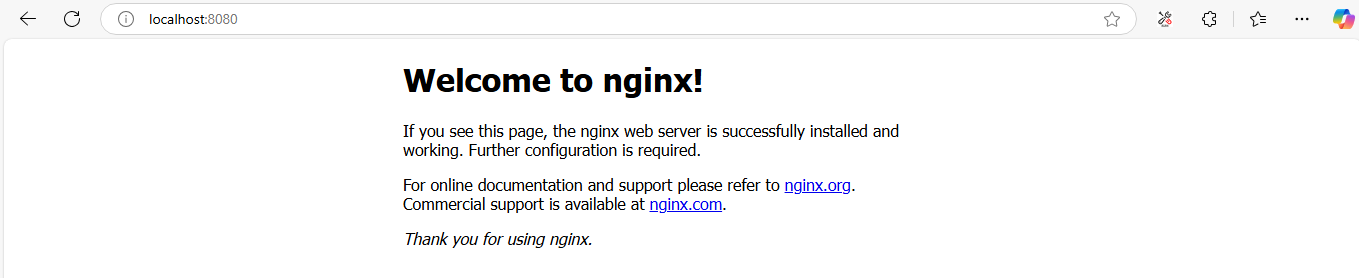 localhost:8080
Welcome to nginx!
If you see this page, the nginx web server is successfully installed and
working. Further configuration is required.
For online documentation and support please refer to nginx.org.
Commercial support is available at nginx.com.
Thank you for using nginx.